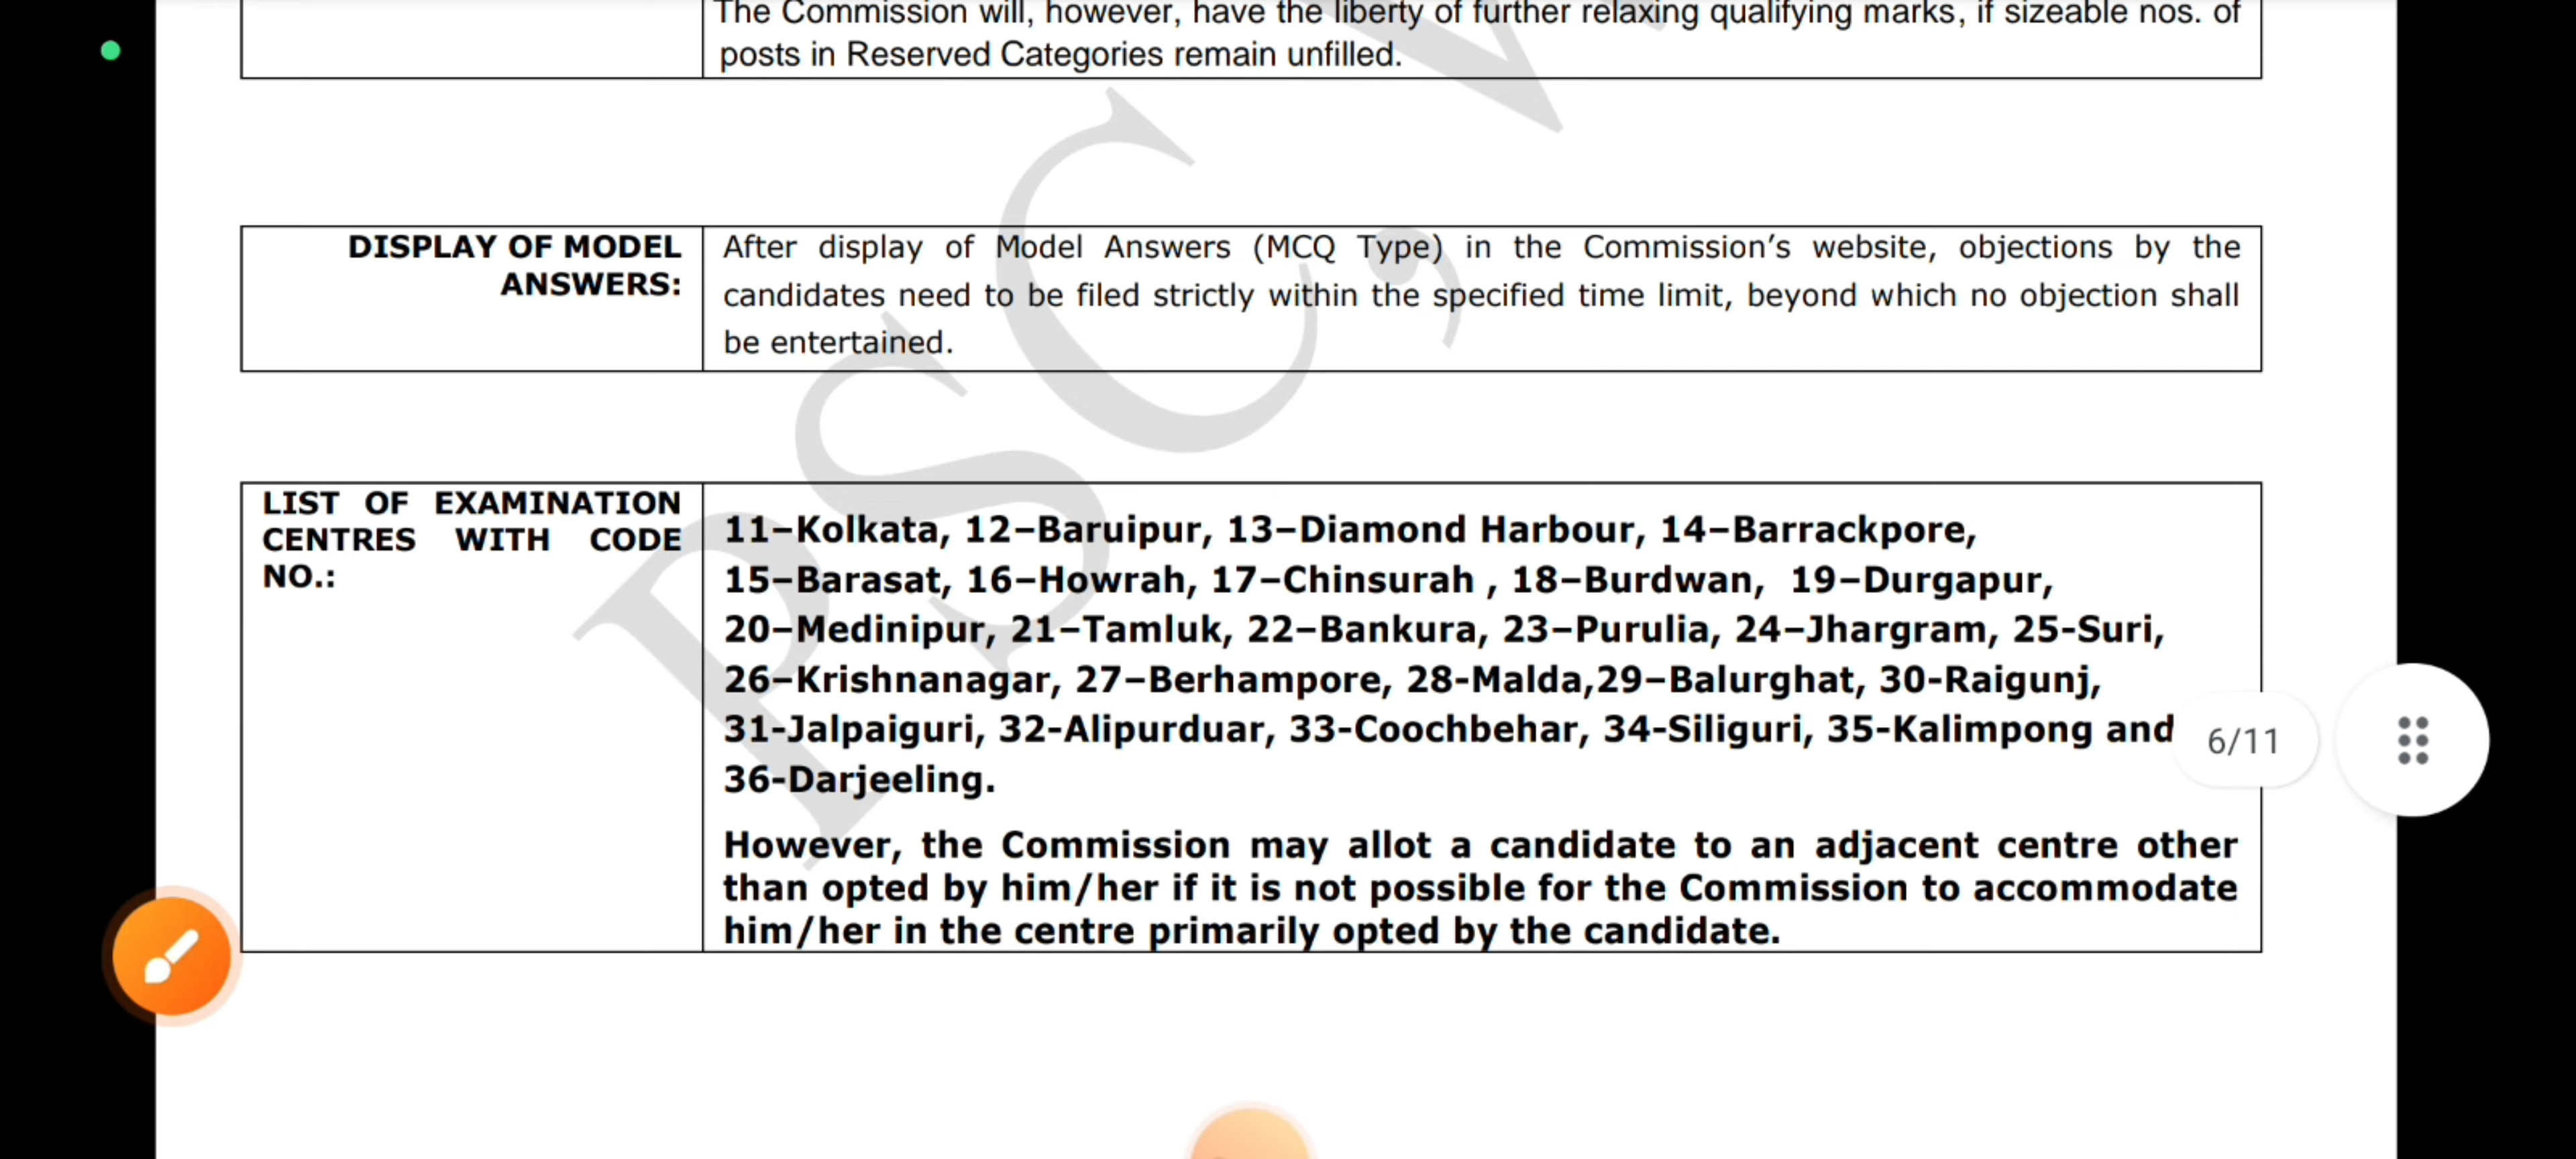 The Commission will, however, have the liberty of further relaxing qualifying marks, if sizeable nos. of
posts in Reserved Categories remain unfilled.
DISPLAY OF MODEL
ANSWERS:
After display of Model Answers (MCQ Type) in the Commission’s website, objections by the
candidates need to be filed strictly within the specified time limit, beyond which no objection shall
be entertained.
LIST OF EXAMINATION
CENTRES WITH CODE
NO.:
11–Kolkata, 12–Baruipur, 13–Diamond Harbour, 14–Barrackpore,
15–Barasat, 16–Howrah, 17–Chinsurah , 18–Burdwan, 19–Durgapur,
20–Medinipur, 21–Tamluk, 22–Bankura, 23–Purulia, 24–Jhargram, 25-Suri,
26–Krishnanagar, 27–Berhampore, 28-Malda,29–Balurghat, 30-Raigunj,
31-Jalpaiguri, 32-Alipurduar, 33-Coochbehar, 34-Siliguri, 35-Kalimpong and
36-Darjeeling.
However, the Commission may allot a candidate to an adjacent centre other
than opted by him/her if it is not possible for the Commission to accommodate
him/her in the centre primarily opted by the candidate.
6/11
PSC,